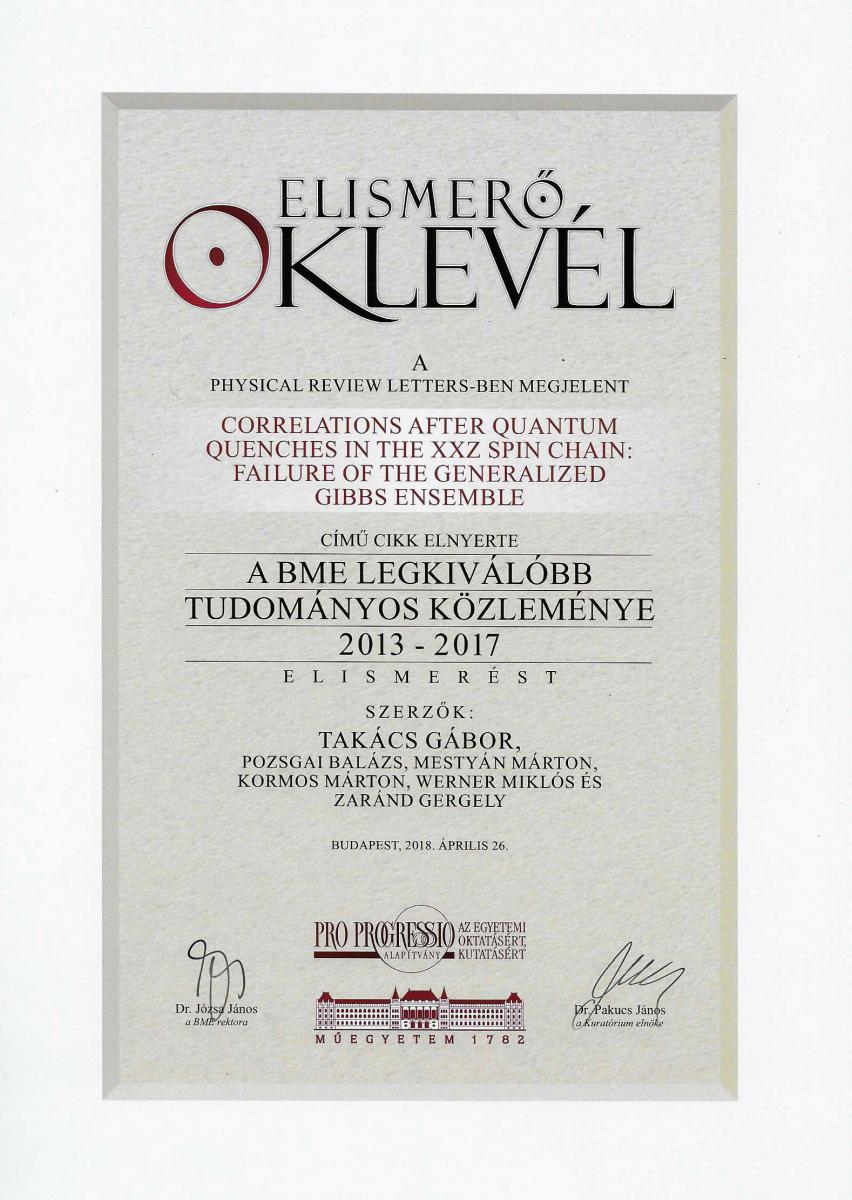 ELISMERŐ
OKLEVÉL
A
PHYSICAL REVIEW LETTERS-BEN MEGJELENT
CORRELATIONS AFTER QUANTUM
QUENCHES IN THE XXZ SPIN CHAIN:
FAILURE OF THE GENERALIZED
GIBBS ENSEMBLE
CÍMŰ CIKK ELNYERTE
A BME LEGKIVÁLÓBB
TUDOMÁNYOS KÖZLEMÉNYE
2013 - 2017
ELISMERÉST
SZERZŐK:
TAKÁCS GÁBOR,
POZSGAI BALÁZS, MESTYÁN MÁRTON,
KORMOS MÁRTON, WERNER MIKLÓS ÉS
ZARÁND GERGELY
BUDAPEST, 2018. ÁPRILIS 26.
PRO PROGRESSIO
ALAPÍTVÁNY
AZ EGYETEMI
OKTATÁSÉRT,
KUTATÁSÉRT
Dr. Józsa János
a BME rektora
Dr. Pakucs János
a Kuratórium elnöke
MŰEGYETEM 1782